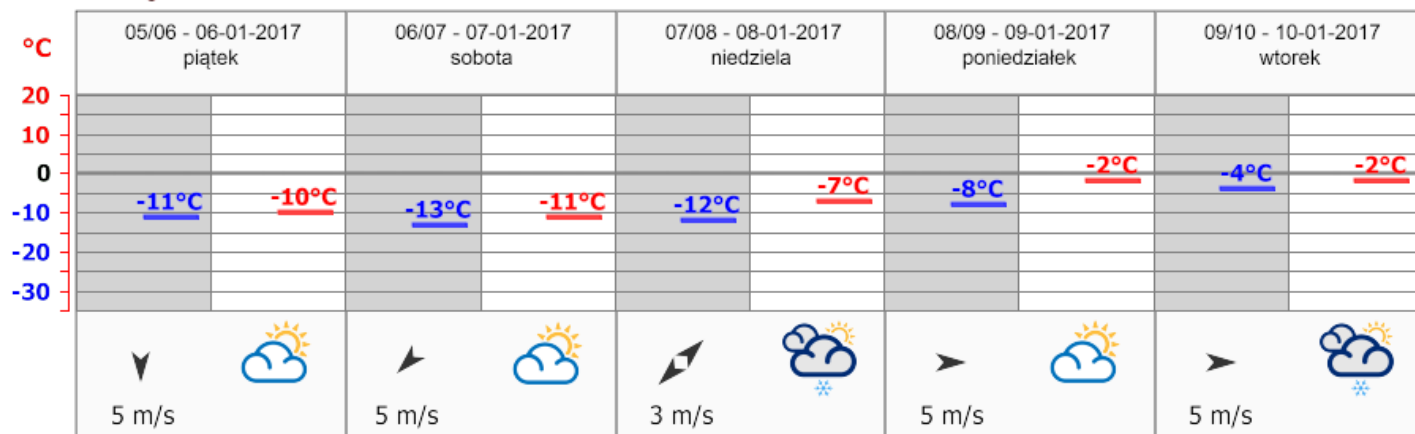 °C
05/06 - 06-01-2017
piątek
06/07 - 07-01-2017
sobota
07/08 - 08-01-2017
niedziela
08/09 - 09-01-2017
poniedziałek
09/10 - 10-01-2017
wtorek
20
10
0
-10
-20
-30
-11°C
-10°C
-13°C
-11°C
-12°C
-7°C
-8°C
-2°C
-4°C
-2°C
5 m/s
5 m/s
3 m/s
5 m/s
5 m/s